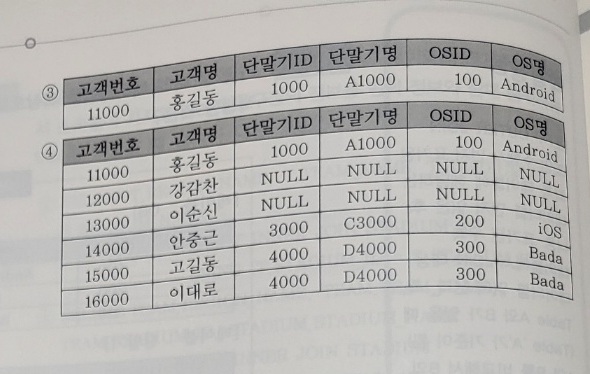 ③ 고객번호 고객명 단말기ID 단말기명 OSID OS명
11000 홍길동 1000 A1000 100 Android
④ 고객번호 고객명 단말기ID 단말기명 OSID OS명
11000 홍길동 1000 A1000 100 Android
12000 강감찬 NULL NULL NULL NULL
13000 이순신 NULL NULL NULL NULL
14000 안중근 3000 C3000 200 iOS
15000 고길동 4000 D4000 300 Bada
16000 이대로 4000 D4000 300 Bada